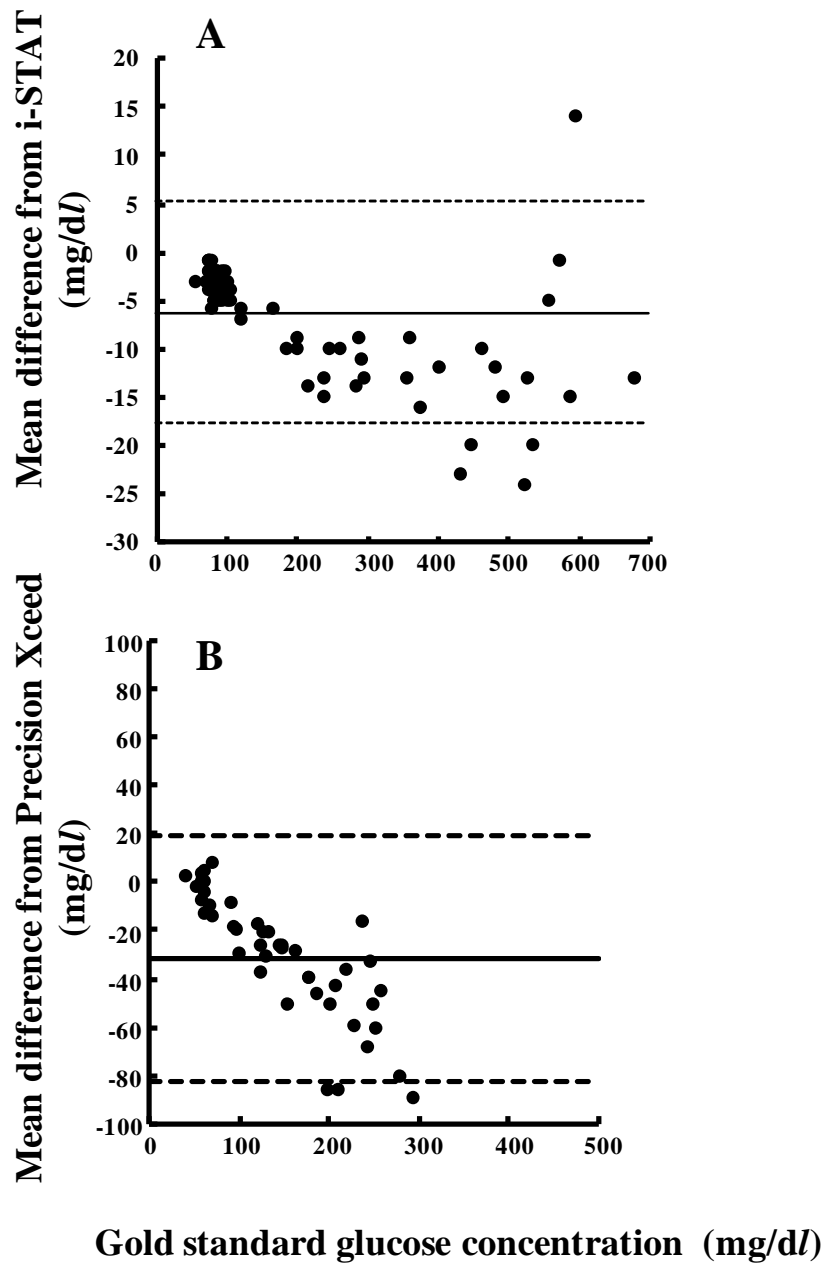 A
Mean difference from i-STAT
(mg/dl)
20
15
10
5
0
-5
-10
-15
-20
-25
-30
0 100 200 300 400 500 600 700
B
Mean difference from Precision Xceed
(mg/dl)
100
80
60
40
20
0
-20
-40
-60
-80
-100
0 100 200 300 400 500
Gold standard glucose concentration (mg/dl)